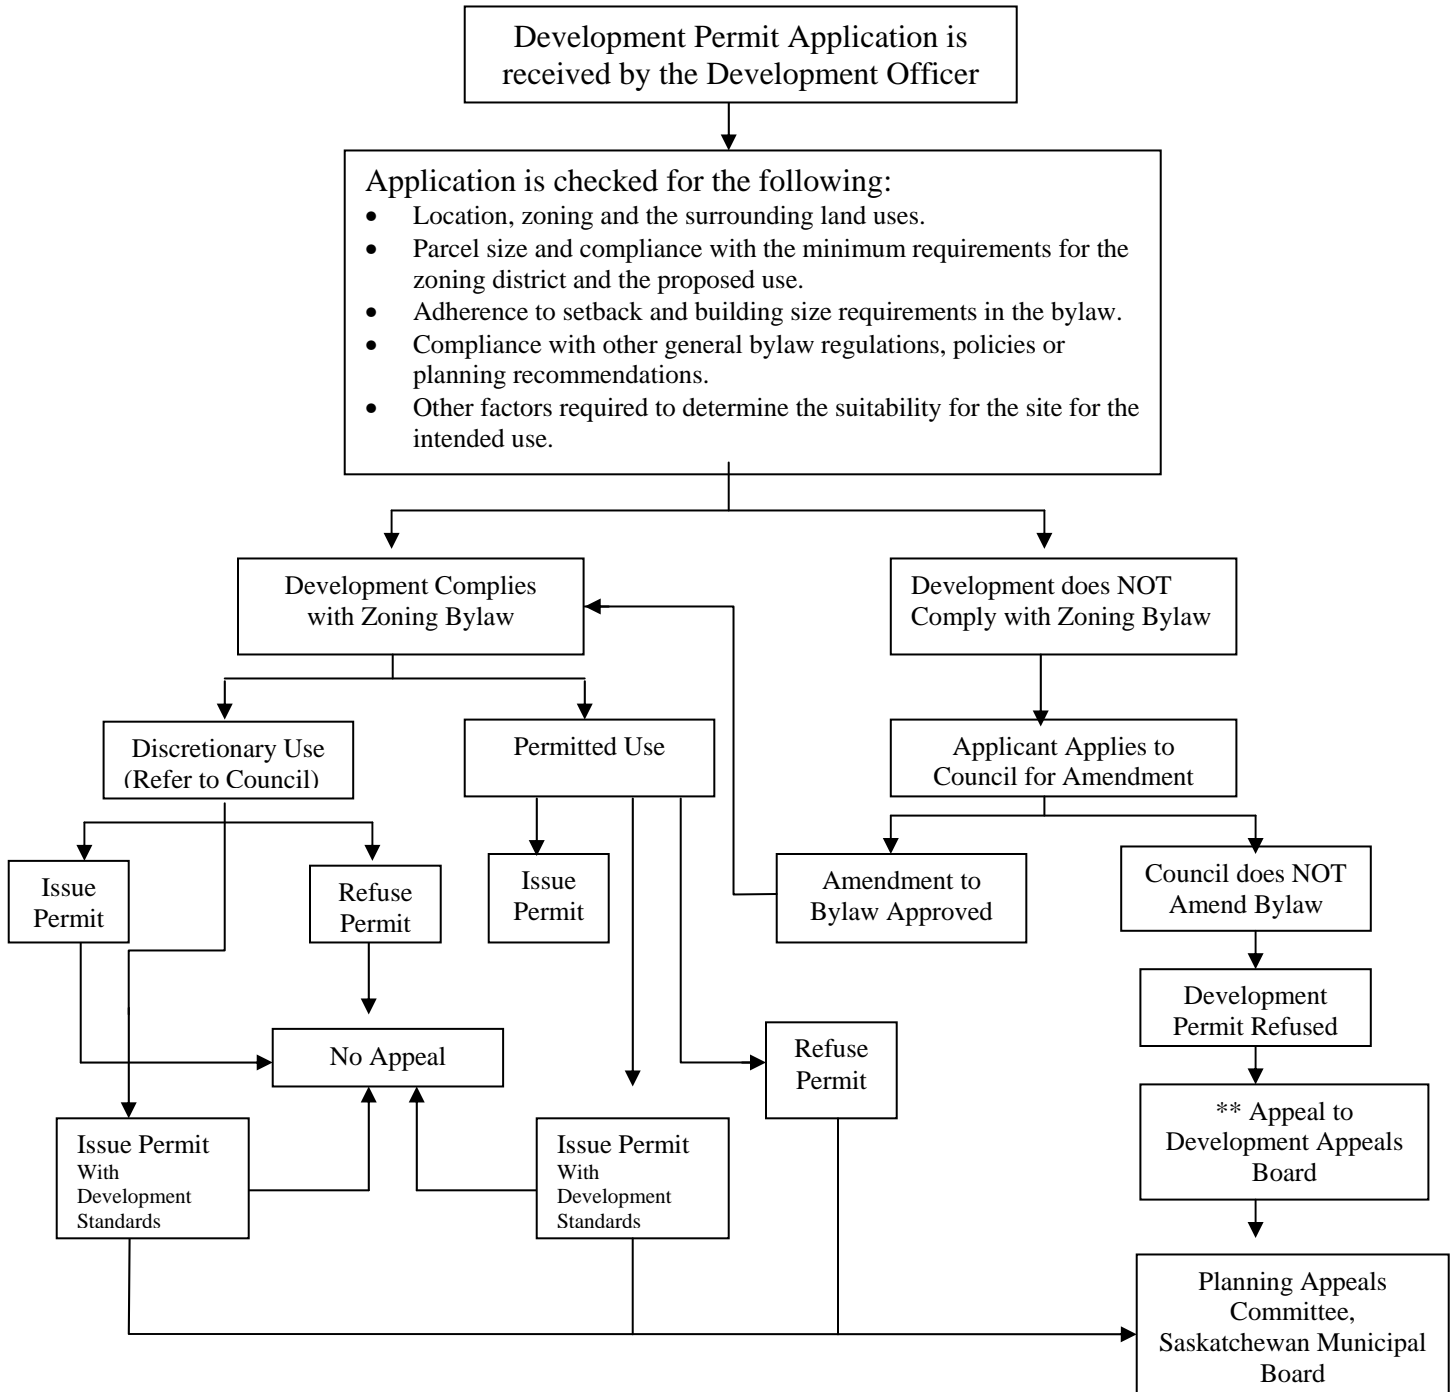 Development Permit Application is
received by the Development Officer
Application is checked for the following:
• Location, zoning and the surrounding land uses.
• Parcel size and compliance with the minimum requirements for the
zoning district and the proposed use.
• Adherence to setback and building size requirements in the bylaw.
• Compliance with other general bylaw regulations, policies or
planning recommendations.
• Other factors required to determine the suitability for the site for the
intended use.
Development Complies
with Zoning Bylaw
Development does NOT
Comply with Zoning Bylaw
Discretionary Use
(Refer to Council)
Permitted Use
Applicant Applies to
Council for Amendment
Issue
Permit
Refuse
Permit
Issue
Permit
Amendment to
Bylaw Approved
Council does NOT
Amend Bylaw
Development
Permit Refused
No Appeal
Refuse
Permit
** Appeal to
Development Appeals
Board
Issue Permit
With
Development
Standards
Issue Permit
With
Development
Standards
Planning Appeals
Committee,
Saskatchewan Municipal
Board